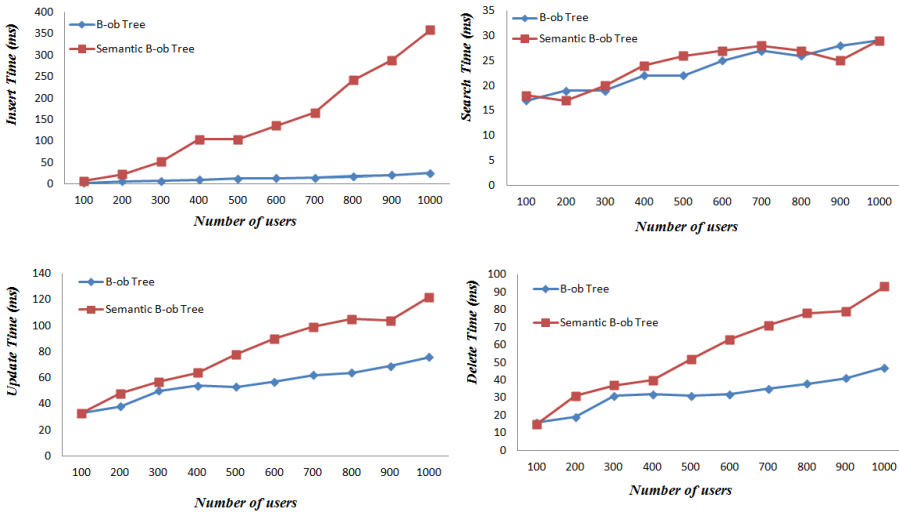 Insert Time (ms)
400
350
300
250
200
150
100
50
0
B-ob Tree
Semantic B-ob Tree
100 200 300 400 500 600 700 800 900 1000
Number of users
Search Time (ms)
35
30
25
20
15
10
5
0
B-ob Tree
Semantic B-ob Tree
100 200 300 400 500 600 700 800 900 1000
Number of users
Update Time (ms)
140
120
100
80
60
40
20
0
B-ob Tree
Semantic B-ob Tree
100 200 300 400 500 600 700 800 900 1000
Number of users
Delete Time (ms)
100
90
80
70
60
50
40
30
20
10
0
B-ob Tree
Semantic B-ob Tree
100 200 300 400 500 600 700 800 900 1000
Number of users